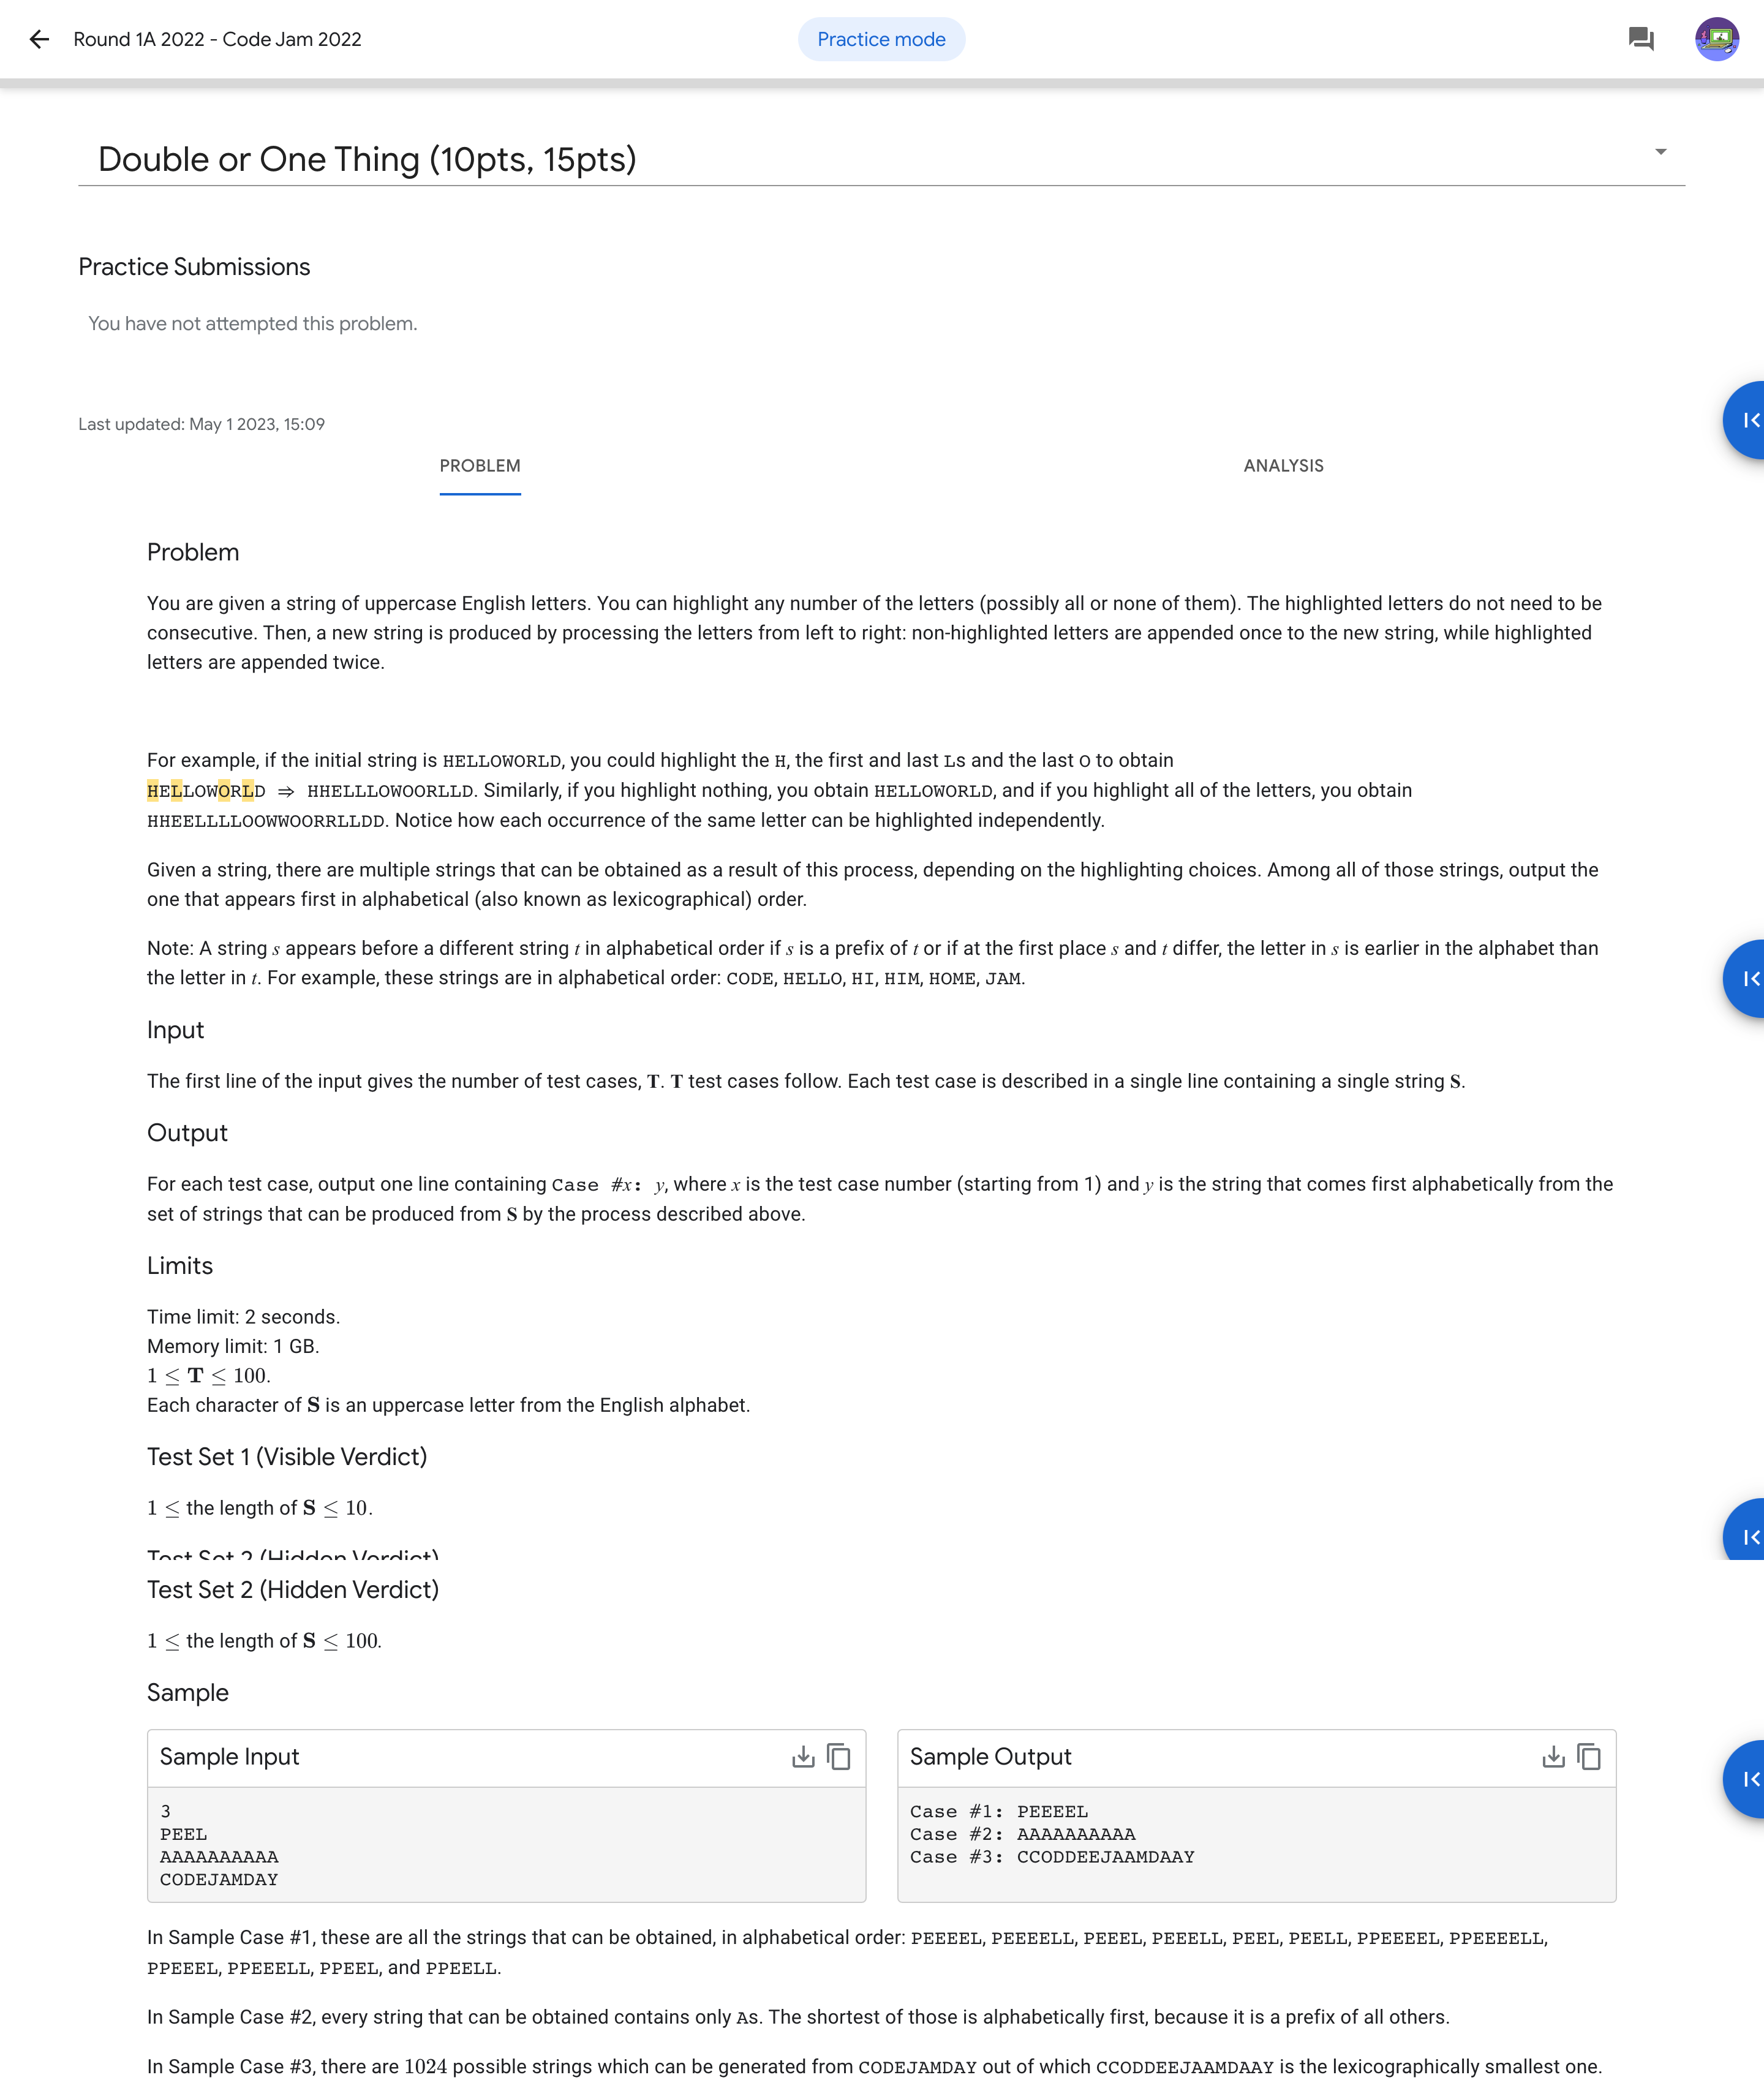 Round 1A 2022 - Code Jam 2022
Practice mode
Double or One Thing (10pts, 15pts)
Practice Submissions
You have not attempted this problem.
Last updated: May 1 2023, 15:09
PROBLEM
ANALYSIS
Problem
You are given a string of uppercase English letters. You can highlight any number of the letters (possibly all or none of them). The highlighted letters do not need to be
consecutive. Then, a new string is produced by processing the letters from left to right: non-highlighted letters are appended once to the new string, while highlighted
letters are appended twice.
For example, if the initial string is HELLOWORLD, you could highlight the H, the first and last Ls and the last O to obtain
HELLOWORLD ⇒ HHELLLOWOORLLD. Similarly, if you highlight nothing, you obtain HELLOWORLD, and if you highlight all of the letters, you obtain
HHEELLLLOOWWOORRLLDD. Notice how each occurrence of the same letter can be highlighted independently.
Given a string, there are multiple strings that can be obtained as a result of this process, depending on the highlighting choices. Among all of those strings, output the
one that appears first in alphabetical (also known as lexicographical) order.
Note: A string s appears before a different string t in alphabetical order if s is a prefix of t or if at the first place s and t differ, the letter in s is earlier in the alphabet than
the letter in t. For example, these strings are in alphabetical order: CODE, HELLO, HI, HIM, HOME, JAM.
Input
The first line of the input gives the number of test cases, T. T test cases follow. Each test case is described in a single line containing a single string S.
Output
For each test case, output one line containing Case #x: y, where x is the test case number (starting from 1) and y is the string that comes first alphabetically from the
set of strings that can be produced from S by the process described above.
Limits
Time limit: 2 seconds.
Memory limit: 1 GB.
1 ≤ T ≤ 100.
Each character of S is an uppercase letter from the English alphabet.
Test Set 1 (Visible Verdict)
1 ≤ the length of S ≤ 10.
Test Set 2 (Hidden Verdict)
Test Set 2 (Hidden Verdict)
1 ≤ the length of S ≤ 100.
Sample
Sample Input
3
PEEL
AAAAAAAAAA
CODEJAMDAY
Sample Output
Case #1: PEEEEL
Case #2: AAAAAAAAAA
Case #3: CCODDEEJAAMDAAY
In Sample Case #1, these are all the strings that can be obtained, in alphabetical order: PEEEEL, PEEEELL, PEEEL, PEEELL, PEEL, PEELL, PPEEEEL, PPEEEELL,
PPEEEL, PPEEELL, PPEEL, and PPEELL.
In Sample Case #2, every string that can be obtained contains only As. The shortest of those is alphabetically first, because it is a prefix of all others.
In Sample Case #3, there are 1024 possible strings which can be generated from CODEJAMDAY out of which CCODDEEJAAMDAAY is the lexicographically smallest one.